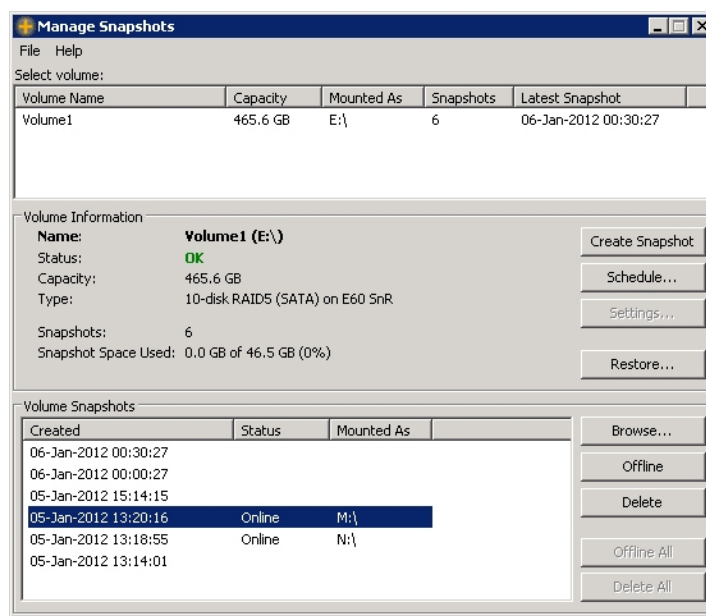 Manage Snapshots
File Help
Select volume:
Volume Name Capacity Mounted As Snapshots Latest Snapshot
Volume1 465.6 GB E:\ 6 06-Jan-2012 00:30:27
Volume Information
Name: Volume1 (E:\)
Create Snapshot
Status: OK
Capacity: 465.6 GB
Schedule...
Type: 10-disk RAID5 (SATA) on E60 SnR
Settings...
Snapshots: 6
Snapshot Space Used: 0.0 GB of 46.5 GB (0%)
Restore...
Volume Snapshots
Created Status Mounted As
Browse...
06-Jan-2012 00:30:27
06-Jan-2012 00:00:27
Offline
05-Jan-2012 15:14:15
Delete
05-Jan-2012 13:20:16 Online M:\
05-Jan-2012 13:18:55 Online N:\
Offline All
05-Jan-2012 13:14:01
Delete All